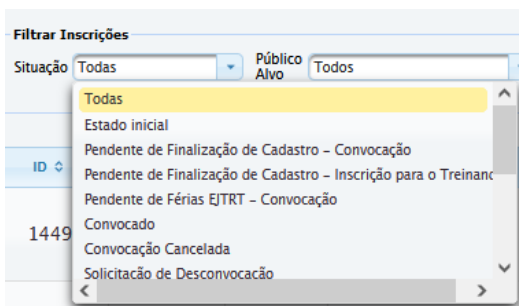 Filtrar Inscrições
Situação Todas Público Alvo Todos
Todas
Estado inicial
Pendente de Finalização de Cadastro – Convocação
ID Pendente de Finalização de Cadastro – Inscrição para o Treinand
Pendente de Férias EJTRT – Convocação
1449 Convocado
Convocação Cancelada
Solicitação de Desconvocação